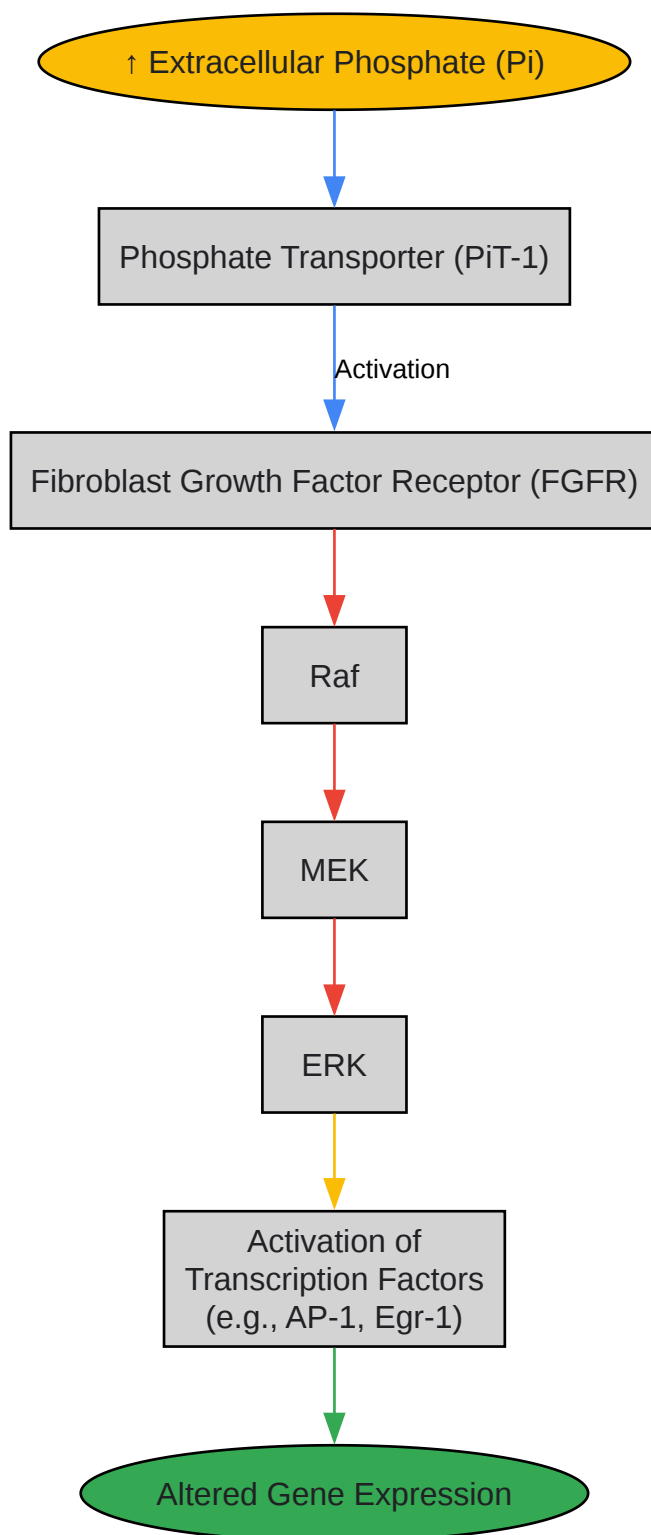 ↑ Extracellular Phosphate (Pi)
Phosphate Transporter (PiT-1)
Activation
Fibroblast Growth Factor Receptor (FGFR)
Raf
MEK
ERK
Activation of
Transcription Factors
(e.g., AP-1, Egr-1)
Altered Gene Expression